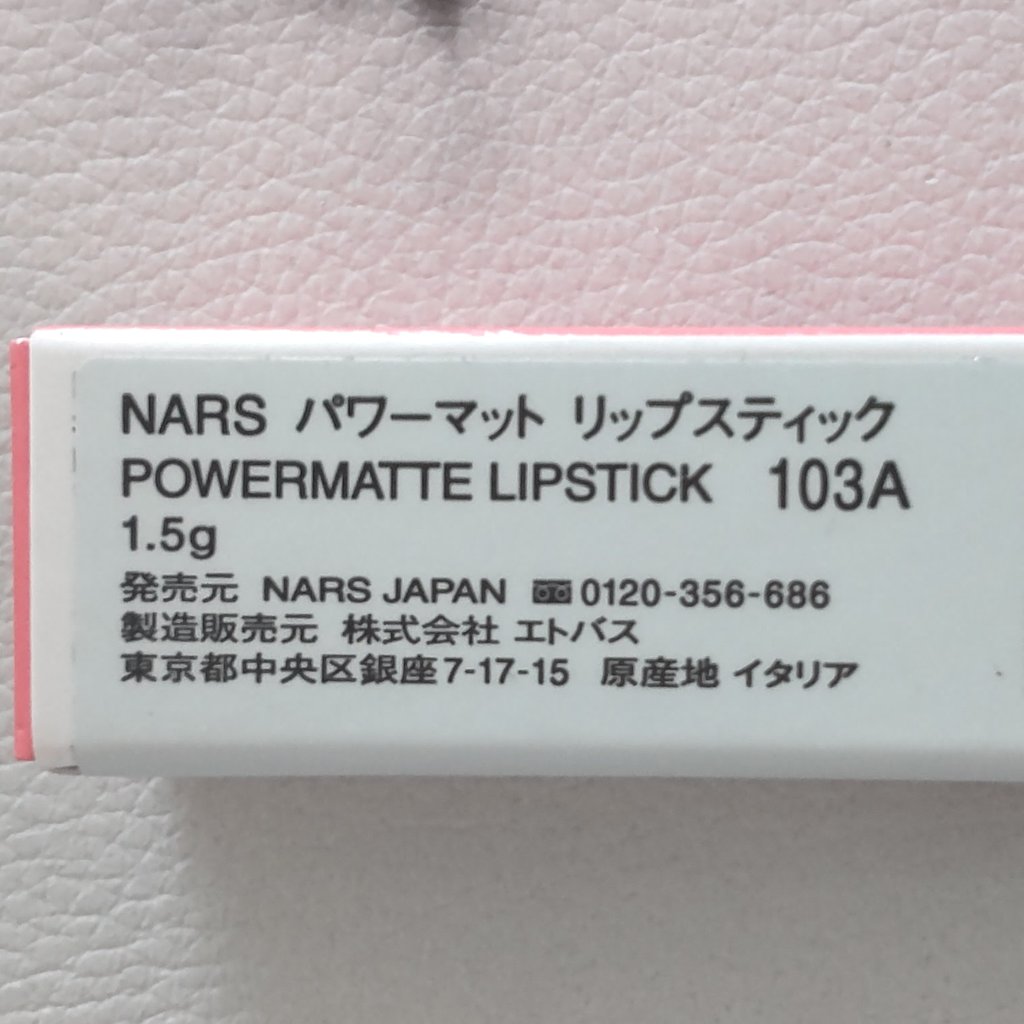 NARS パワーマット リップスティック
POWERMATTE LIPSTICK 103A
1.5g
発売元 NARS JAPAN 0120-356-686
製造販売元 株式会社 エトバス
東京都中央区銀座7-17-15 原産地 イタリア